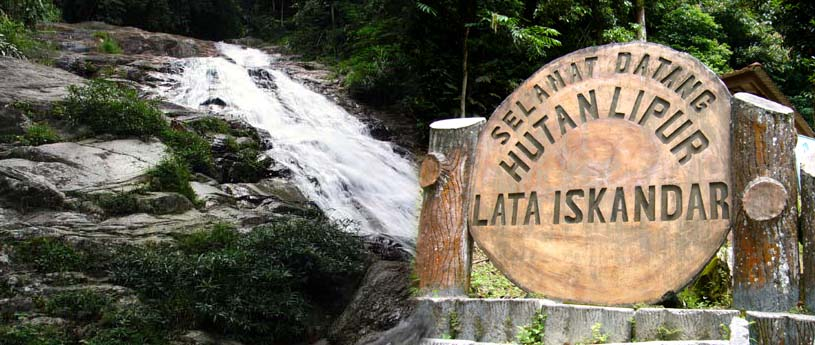 SELAMAT DATANG
HUTAN LIPUR
LATA ISKANDAR